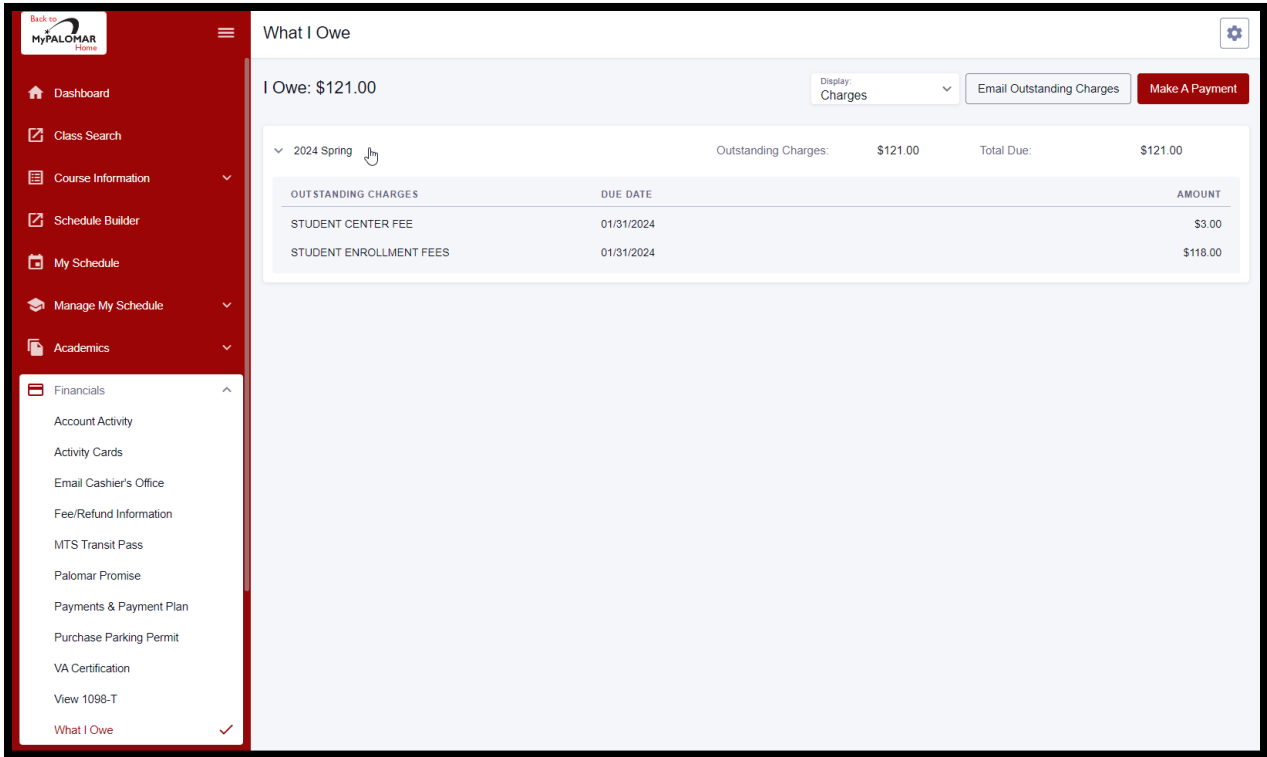 Back to
MyPALOMAR
Home
What I Owe
Dashboard
Class Search
Course Information
Schedule Builder
My Schedule
Manage My Schedule
Academics
Financials
Account Activity
Activity Cards
Email Cashier's Office
Fee/Refund Information
MTS Transit Pass
Palomar Promise
Payments & Payment Plan
Purchase Parking Permit
VA Certification
View 1098-T
What I Owe
I Owe: $121.00
Display:
Charges
Email Outstanding Charges
Make A Payment
2024 Spring Outstanding Charges: $121.00 Total Due: $121.00
OUTSTANDING CHARGES DUE DATE AMOUNT
STUDENT CENTER FEE 01/31/2024 $3.00
STUDENT ENROLLMENT FEES 01/31/2024 $118.00